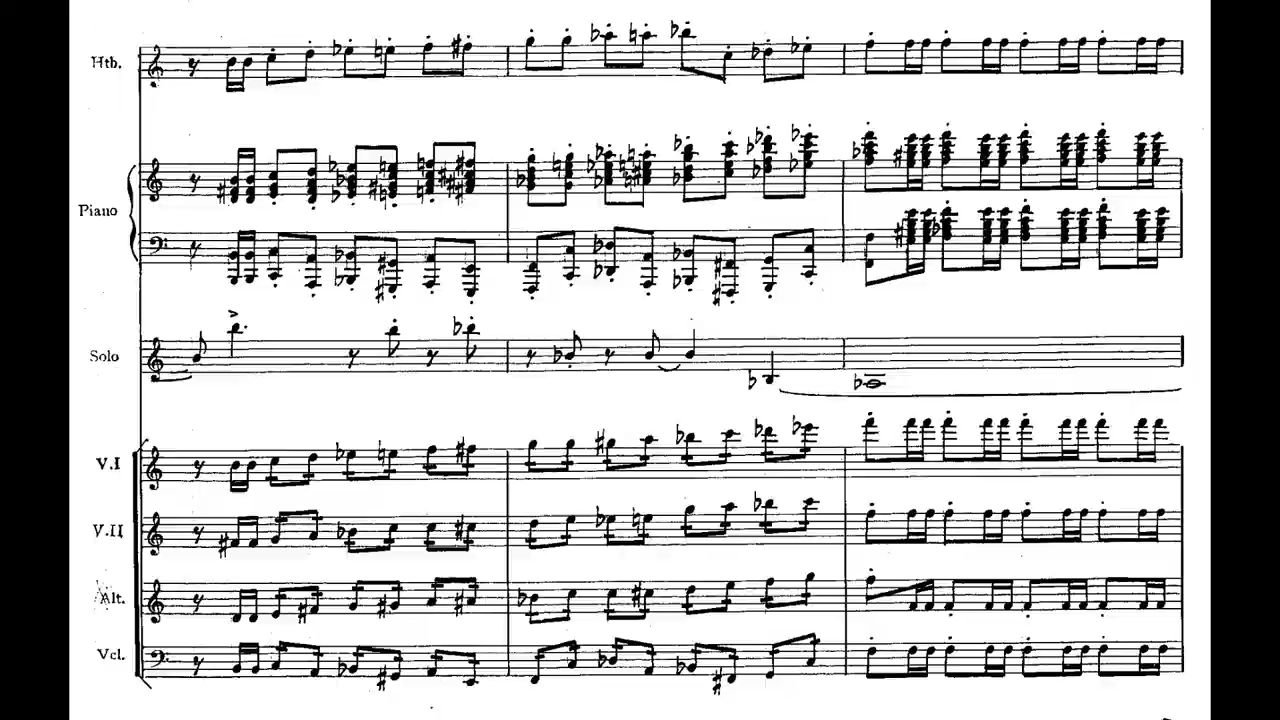 Htb.
Piano
Solo
V.I
V.II
Alt.
Vcl.